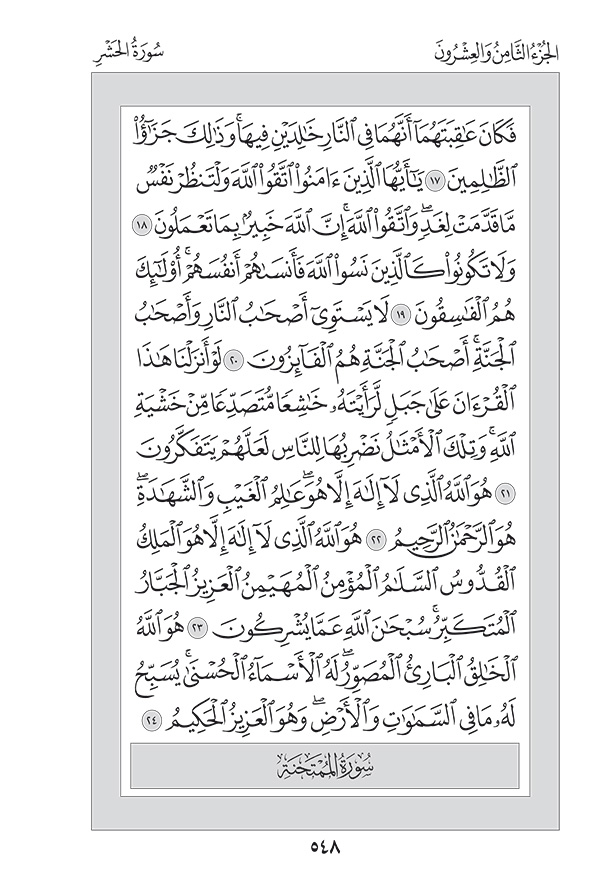 الجُزْءُ الثَّامِنُ وَالعِشْرُونَ سُورَةُ الحَشْرِ
فَكَانَ عَٰقِبَتَهُمَآ أَنَّهُمَا فِى ٱلنَّارِ خَٰلِدَيْنِ فِيهَا ۚ وَذَٰلِكَ جَزَٰٓؤُا۟
ٱلظَّٰلِمِينَ ١٧ يَٰٓأَيُّهَا ٱلَّذِينَ ءَامَنُوا۟ ٱتَّقُوا۟ ٱللَّهَ وَلْتَنظُرْ نَفْسٌ
مَّا قَدَّمَتْ لِغَدٍ ۖ وَٱتَّقُوا۟ ٱللَّهَ ۚ إِنَّ ٱللَّهَ خَبِيرٌۢ بِمَا تَعْمَلُونَ ١٨
وَلَا تَكُونُوا۟ كَٱلَّذِينَ نَسُوا۟ ٱللَّهَ فَأَنسَىٰهُمْ أَنفُسَهُمْ ۚ أُو۟لَٰٓئِكَ
هُمُ ٱلْفَٰسِقُونَ ١٩ لَا يَسْتَوِىٓ أَصْحَٰبُ ٱلنَّارِ وَأَصْحَٰبُ
ٱلْجَنَّةِ ۚ أَصْحَٰبُ ٱلْجَنَّةِ هُمُ ٱلْفَآئِزُونَ ٢٠ لَوْ أَنزَلْنَا هَٰذَا
ٱلْقُرْءَانَ عَلَىٰ جَبَلٍ لَّرَأَيْتَهُۥ خَٰشِعًا مُّتَصَدِّعًا مِّنْ خَشْيَةِ
ٱللَّهِ ۚ وَتِلْكَ ٱلْأَمْثَٰلُ نَضْرِبُهَا لِلنَّاسِ لَعَلَّهُمْ يَتَفَكَّرُونَ
٢١ هُوَ ٱللَّهُ ٱلَّذِى لَآ إِلَٰهَ إِلَّا هُوَ ۖ عَٰلِمُ ٱلْغَيْبِ وَٱلشَّهَٰدَةِ ۖ
هُوَ ٱلرَّحْمَٰنُ ٱلرَّحِيمُ ٢٢ هُوَ ٱللَّهُ ٱلَّذِى لَآ إِلَٰهَ إِلَّا هُوَ ٱلْمَلِكُ
ٱلْقُدُّوسُ ٱلسَّلَٰمُ ٱلْمُؤْمِنُ ٱلْمُهَيْمِنُ ٱلْعَزِيزُ ٱلْجَبَّارُ
ٱلْمُتَكَبِّرُ ۚ سُبْحَٰنَ ٱللَّهِ عَمَّا يُشْرِكُونَ ٢٣ هُوَ ٱللَّهُ
ٱلْخَٰلِقُ ٱلْبَارِئُ ٱلْمُصَوِّرُ ۖ لَهُ ٱلْأَسْمَآءُ ٱلْحُسْنَىٰ ۚ يُسَبِّحُ
لَهُۥ مَا فِى ٱلسَّمَٰوَٰتِ وَٱلْأَرْضِ ۖ وَهُوَ ٱلْعَزِيزُ ٱلْحَكِيمُ ٢٤
سُورَةُ المُمْتَحنَةِ
٥٤٨